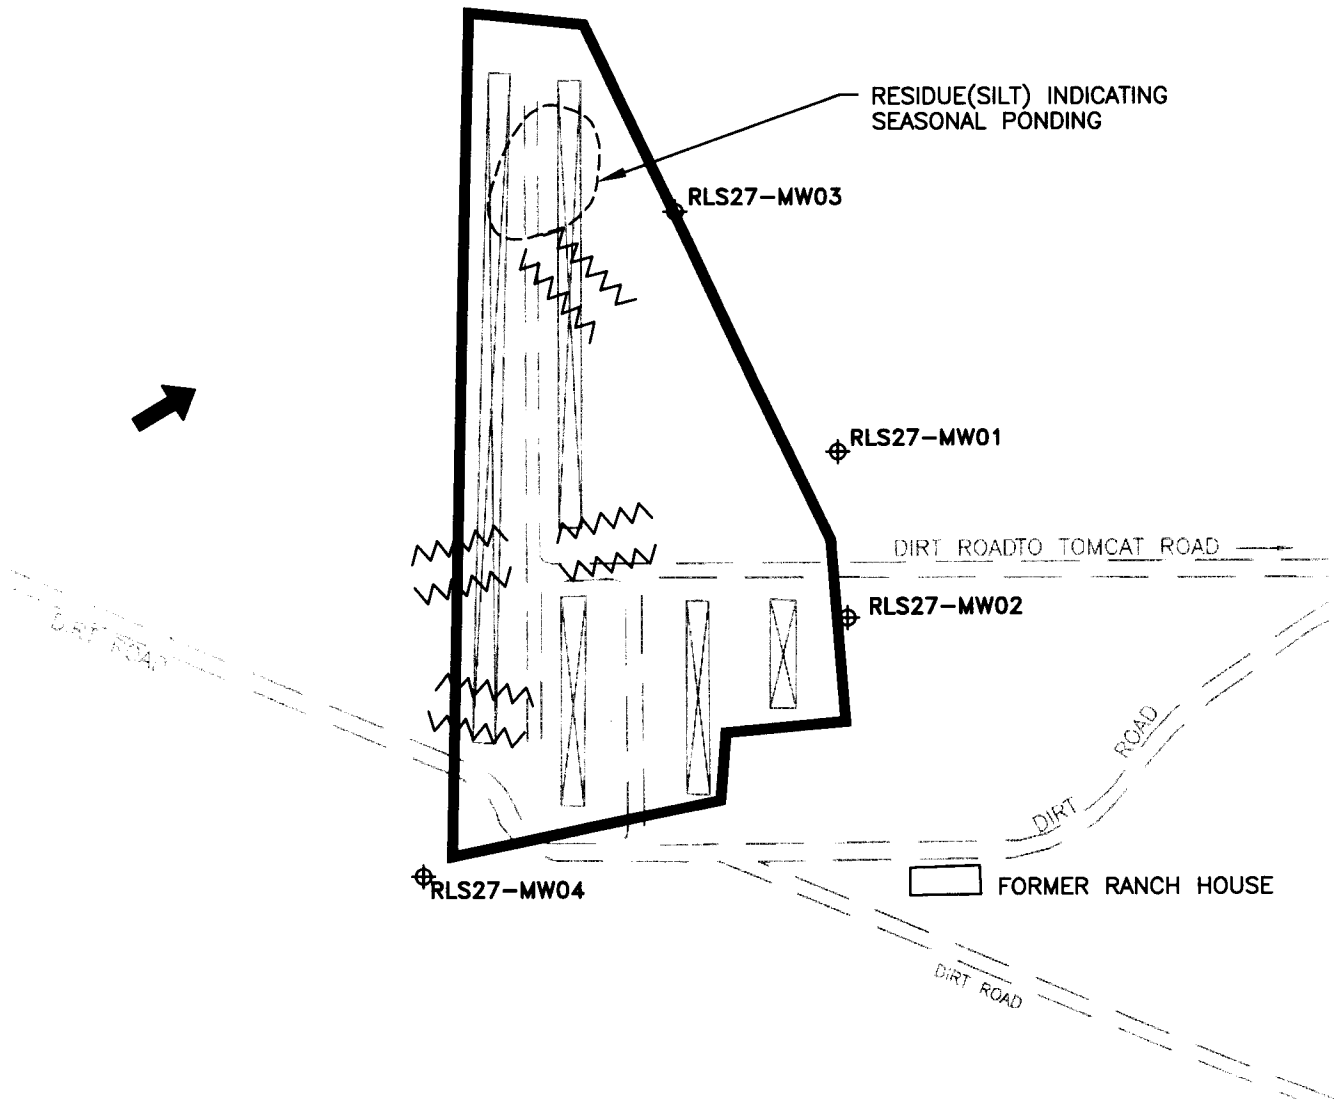 RESIDUE(SILT) INDICATING
SEASONAL PONDING
RLS27-MW03
RLS27-MW01
DIRT ROADTO TOMCAT ROAD
RLS27-MW02
DIRT ROAD
DIRT ROAD
FORMER RANCH HOUSE
RLS27-MW04
DIRT ROAD